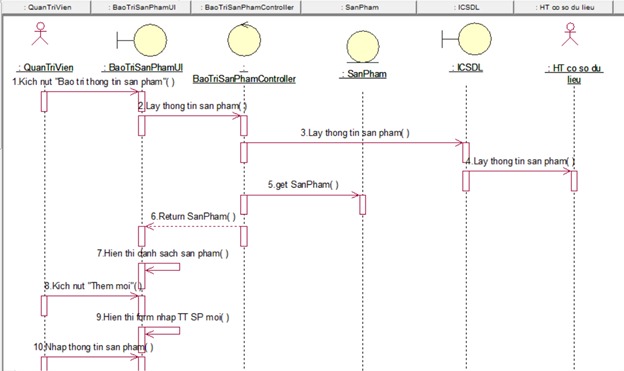 : QuanTriVien : BaoTriSanPhamUI : BaoTriSanPhamController : SanPham : ICSDL : HT co so du lieu
: QuanTriVien : BaoTriSanPhamUI : BaoTriSanPhamController : SanPham : ICSDL : HT co so du lieu
1.Kich nut "Bao tri thong tin san pham"( )
2.Lay thong tin san pham( )
3.Lay thong tin san pham( )
4.Lay thong tin san pham( )
5.get SanPham( )
6.Return SanPham( )
7.Hien thi danh sach san pham( )
8.Kich nut "Them moi"( )
9.Hien thi form nhap TT SP moi( )
10.Nhap thong tin san pham( )